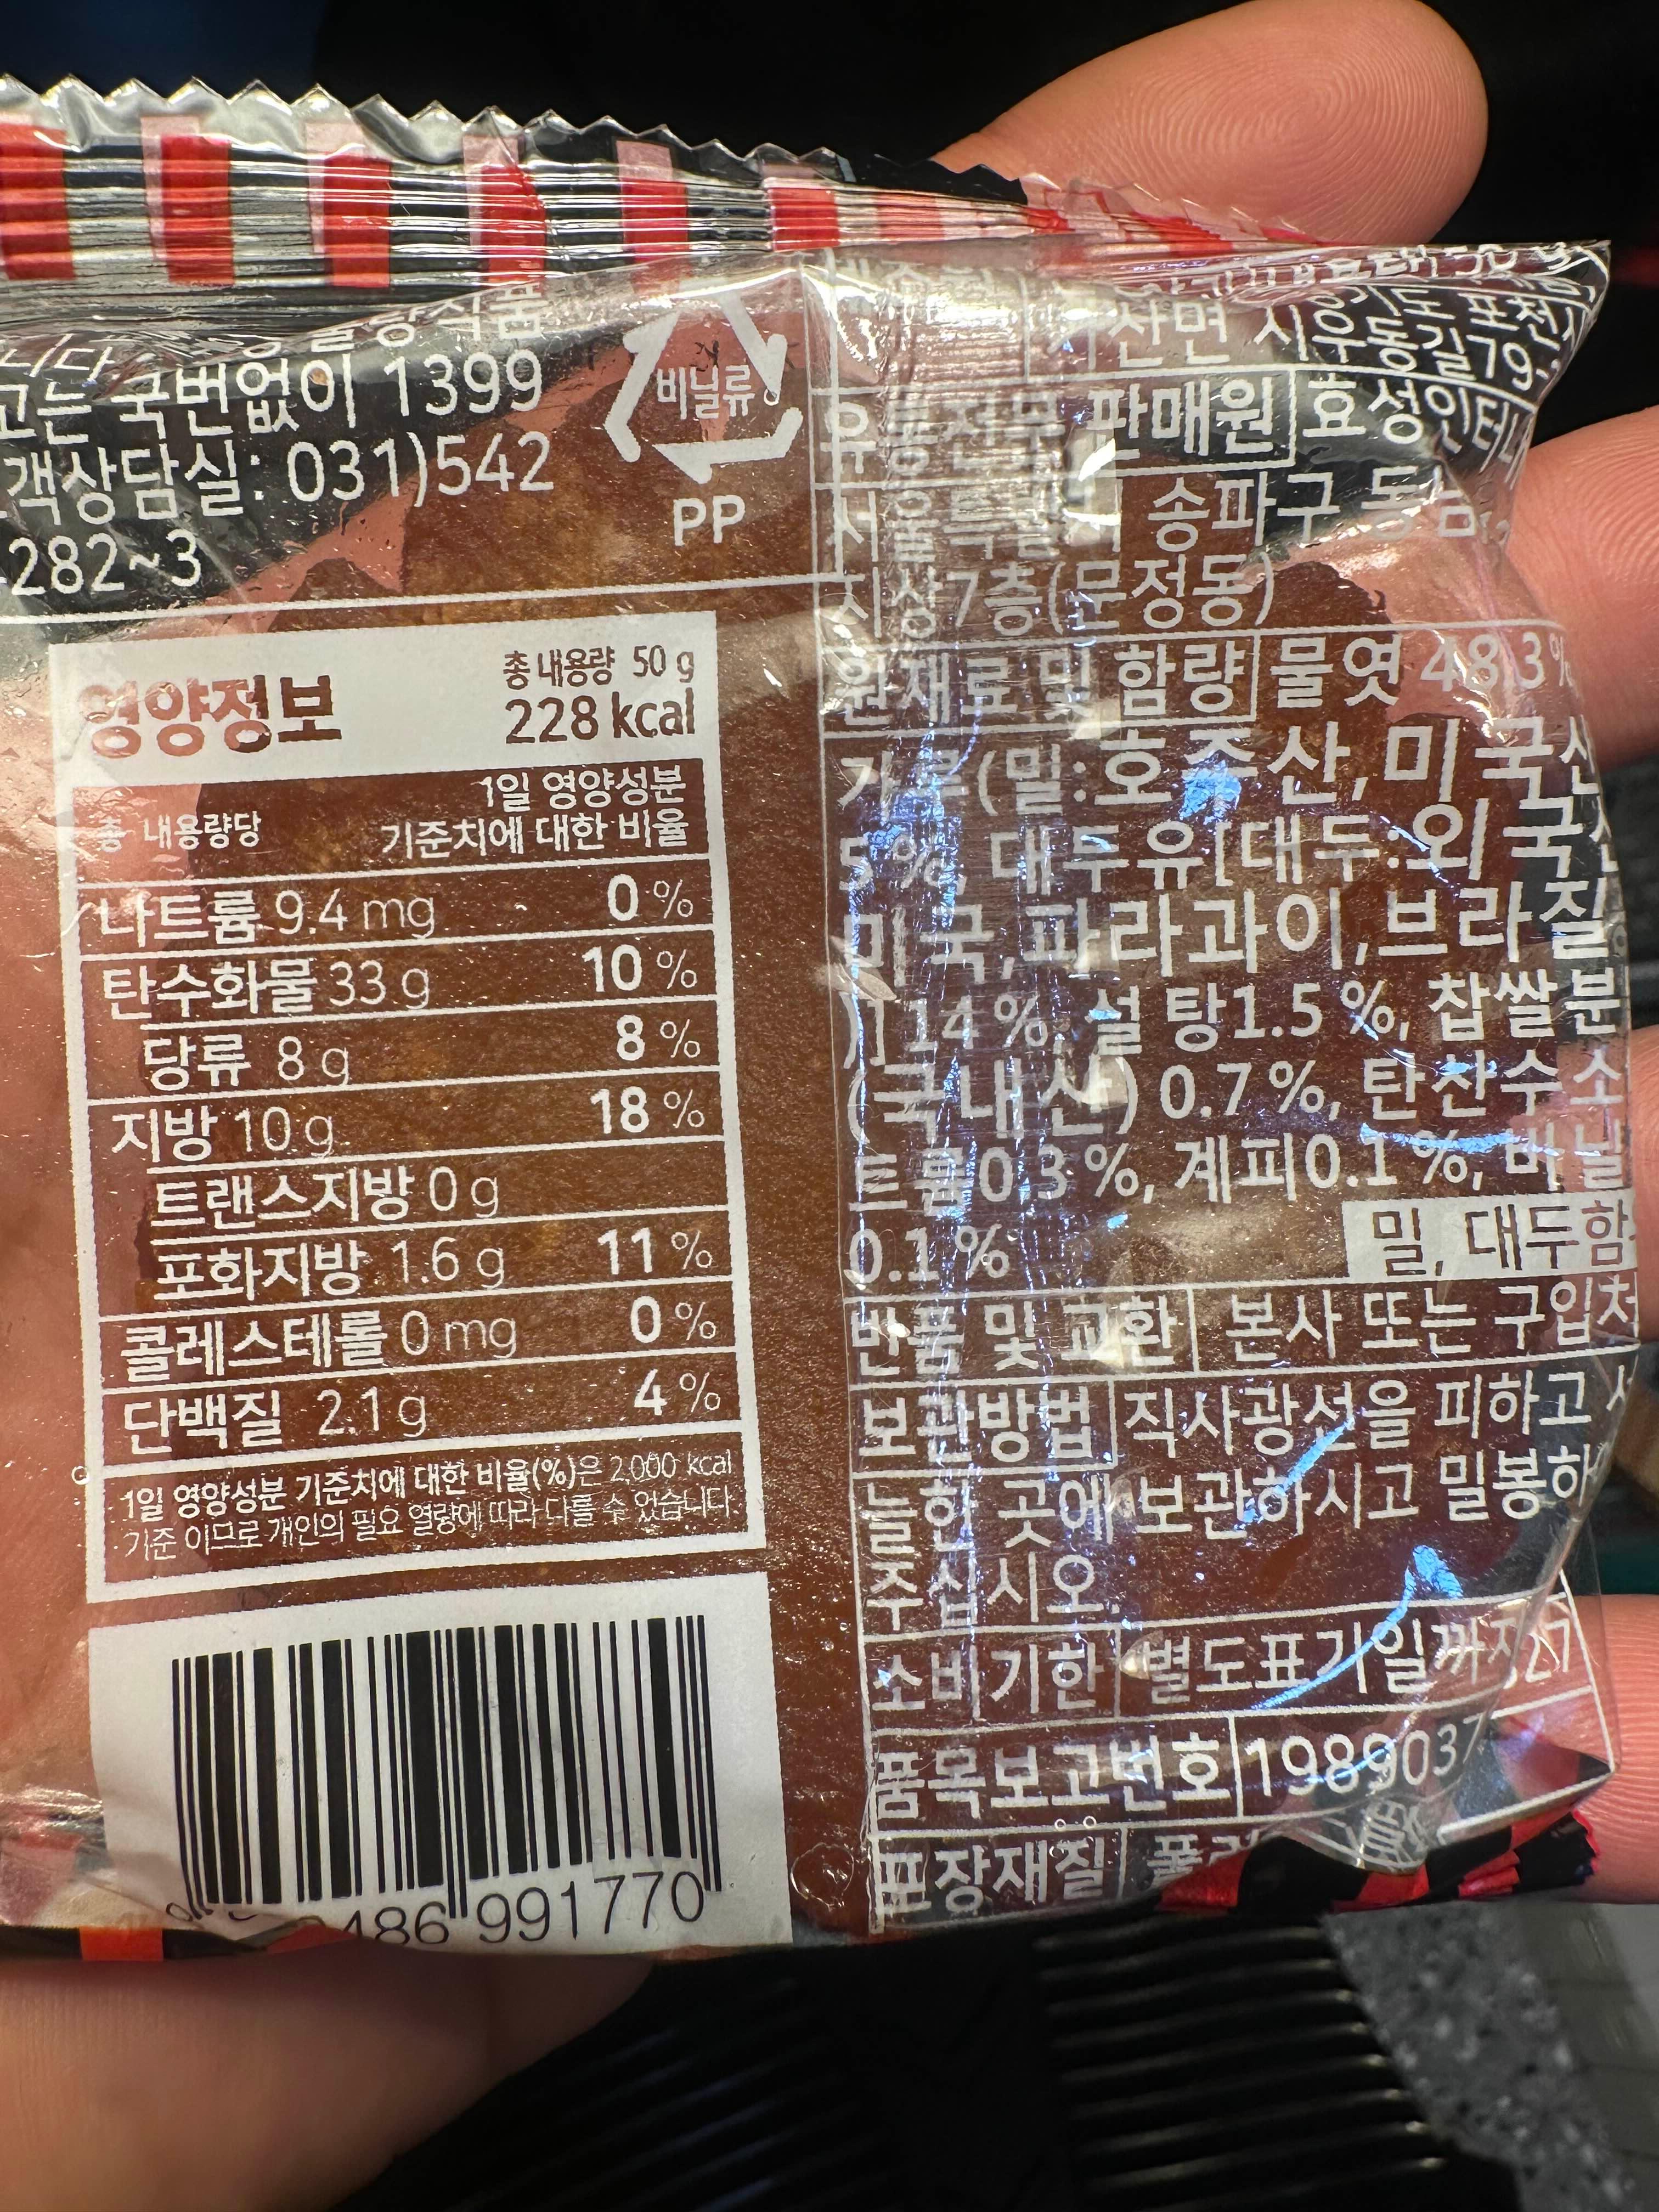 국번없이 1399
객상담실: 031)542
-282~3
비닐류
PP
영양정보
총 내용량 50 g
228 kcal
총 내용량당
1일 영양성분
기준치에 대한 비율
나트륨 9.4 mg 0 %
탄수화물 33 g 10 %
당류 8 g 8 %
지방 10 g 18 %
트랜스지방 0 g
포화지방 1.6 g 11 %
콜레스테롤 0 mg 0 %
단백질 2.1 g 4 %
1일 영양성분 기준치에 대한 비율(%)은 2,000 kcal
기준 이므로 개인의 필요 열량에 따라 다를 수 있습니다.
486 991770
가산면 시우동길79-
유통전문 판매원 효성인터
서울특별시 송파구
지상7층(문정동)
원재료 및 함량 물엿 48.3%
가루(밀:호주산, 미국산
5%, 대두유[대두:외국산
미국,파라과이,브라질
14 %, 설탕1.5 %, 찹쌀분
(국내산) 0.7 %, 탄산수소
트륨0.3 %, 계피0.1 %, 바닐
0.1 %
밀, 대두함
반품 및 교환 본사 또는 구입처
보관방법 직사광선을 피하고 서
늘한 곳에 보관하시고 밀봉하
주십시오.
소비기한 별도표기일까지
품목보고번호 1989037
포장재질